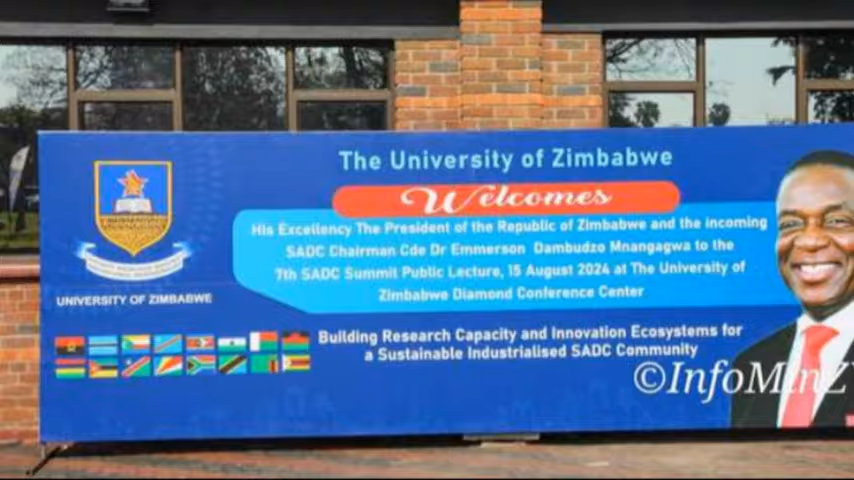 The University of Zimbabwe
Welcomes
His Excellency The President of the Republic of Zimbabwe and the incoming
SADC Chairman Cde Dr Emmerson Dambudzo Mnangagwa to the
7th SADC Summit Public Lecture, 15 August 2024 at The University of
Zimbabwe Diamond Conference Center
UNIVERSITY OF ZIMBABWE
Building Research Capacity and Innovation Ecosystems for
a Sustainable Industrialised SADC Community
©InfoMinZ